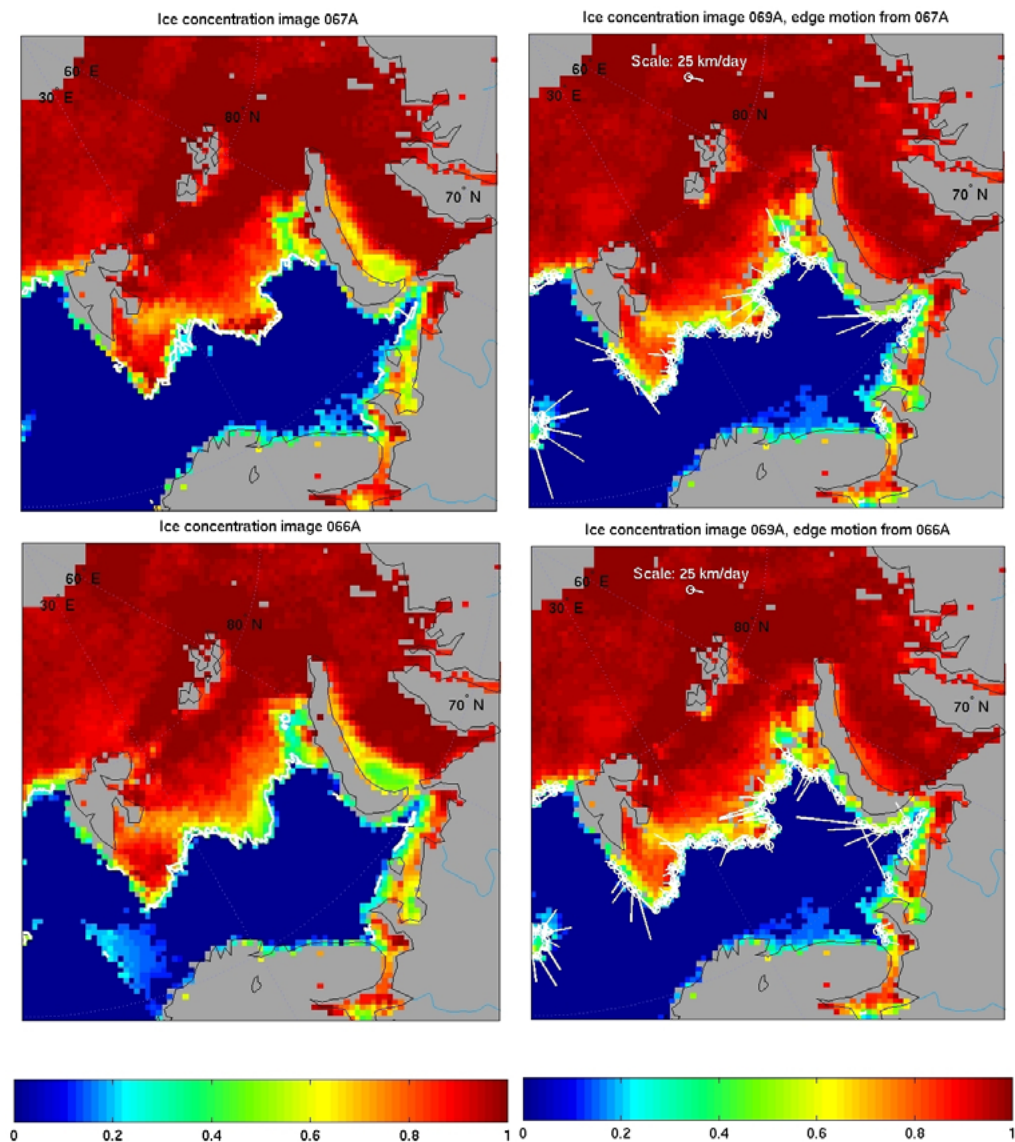 Ice concentration image 067A
60° E
30° E
80° N
70° N
Ice concentration image 069A, edge motion from 067A
Scale: 25 km/day
60° E
30° E
80° N
70° N
Ice concentration image 066A
60° E
30° E
80° N
70° N
Ice concentration image 069A, edge motion from 066A
Scale: 25 km/day
60° E
30° E
80° N
70° N
0 0.2 0.4 0.6 0.8 1
0 0.2 0.4 0.6 0.8 1